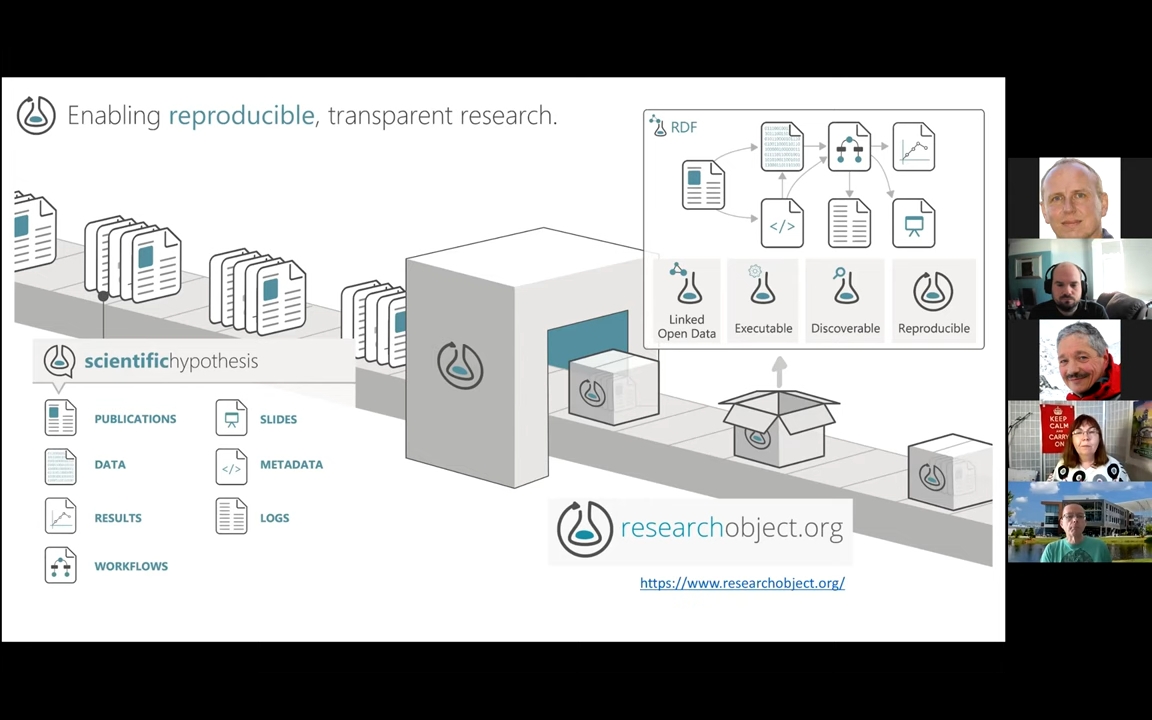 Enabling reproducible, transparent research.
RDF
</>
Linked
Open Data
Executable
Discoverable
Reproducible
scientifichypothesis
PUBLICATIONS
SLIDES
DATA
</>
METADATA
RESULTS
LOGS
WORKFLOWS
researchobject.org
https://www.researchobject.org/
KEEP
CALM
AND
CARRY
ON